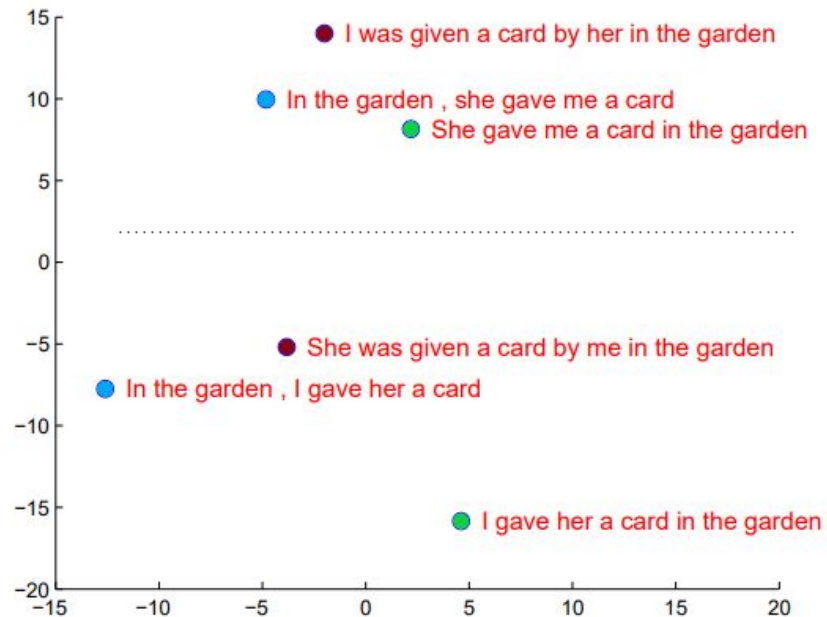 15
I was given a card by her in the garden
10
In the garden , she gave me a card
She gave me a card in the garden
5
0
−5
She was given a card by me in the garden
In the garden , I gave her a card
−10
−15
I gave her a card in the garden
−20
−15 −10 −5 0 5 10 15 20